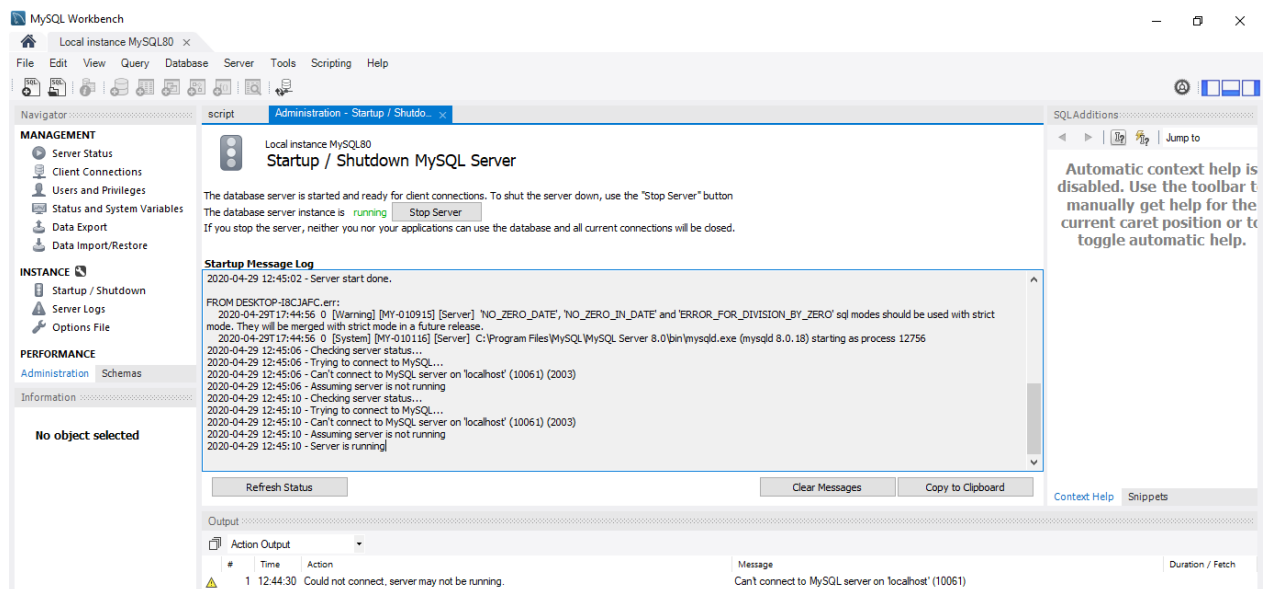 MySQL Workbench
Local instance MySQL80
File Edit View Query Database Server Tools Scripting Help
Navigator
MANAGEMENT
Server Status
Client Connections
Users and Privileges
Status and System Variables
Data Export
Data Import/Restore
INSTANCE
Startup / Shutdown
Server Logs
Options File
PERFORMANCE
Administration Schemas
Information
No object selected
script Administration - Startup / Shutdo...
Local instance MySQL80
Startup / Shutdown MySQL Server
The database server is started and ready for client connections. To shut the server down, use the "Stop Server" button
The database server instance is running Stop Server
If you stop the server, neither you nor your applications can use the database and all current connections will be closed.
Startup Message Log
2020-04-29 12:45:02 - Server start done.
FROM DESKTOP-I8CJAFC.err:
2020-04-29T17:44:56 0 [Warning] [MY-010915] [Server] 'NO_ZERO_DATE', 'NO_ZERO_IN_DATE' and 'ERROR_FOR_DIVISION_BY_ZERO' sql modes should be used with strict
mode. They will be merged with strict mode in a future release.
2020-04-29T17:44:56 0 [System] [MY-010116] [Server] C:\Program Files\MySQL\MySQL Server 8.0\bin\mysqld.exe (mysqld 8.0.18) starting as process 12756
2020-04-29 12:45:06 - Checking server status...
2020-04-29 12:45:06 - Trying to connect to MySQL...
2020-04-29 12:45:06 - Can't connect to MySQL server on 'localhost' (10061) (2003)
2020-04-29 12:45:06 - Assuming server is not running
2020-04-29 12:45:10 - Checking server status...
2020-04-29 12:45:10 - Trying to connect to MySQL...
2020-04-29 12:45:10 - Can't connect to MySQL server on 'localhost' (10061) (2003)
2020-04-29 12:45:10 - Assuming server is not running
2020-04-29 12:45:10 - Server is running
Refresh Status Clear Messages Copy to Clipboard
Output
Action Output
# Time Action Message Duration / Fetch
1 12:44:30 Could not connect, server may not be running. Can't connect to MySQL server on 'localhost' (10061)
SQLAdditions
Jump to
Automatic context help is
disabled. Use the toolbar t
manually get help for the
current caret position or to
toggle automatic help.
Context Help Snippets